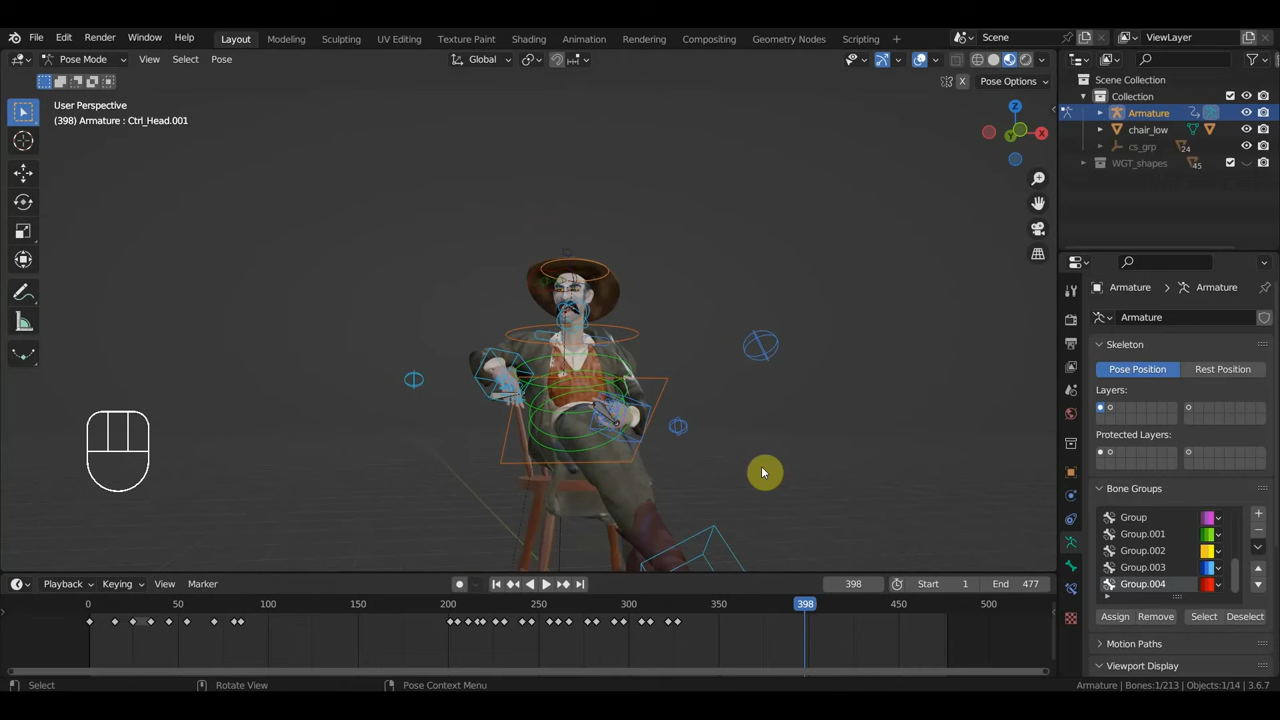 File Edit Render Window Help Layout Modeling Sculpting UV Editing Texture Paint Shading Animation Rendering Compositing Geometry Nodes Scripting + Scene ViewLayer
Pose Mode View Select Pose Global
X Pose Options
User Perspective
(398) Armature : Ctrl_Head.001
Z
X
Y
Scene Collection
Collection
Armature
chair_low
cs_grp 24
WGT_shapes 45
Armature > Armature
Armature
Skeleton
Pose Position Rest Position
Layers:
Protected Layers:
Bone Groups
Group
Group.001
Group.002
Group.003
Group.004
Assign Remove Select Deselect
Motion Paths
Viewport Display
Playback Keying View Marker 398 Start 1 End 477
0 50 100 150 200 250 300 350 398 450 500
Select Rotate View Pose Context Menu Armature | Bones:1/213 | Objects:1/14 | 3.6.7